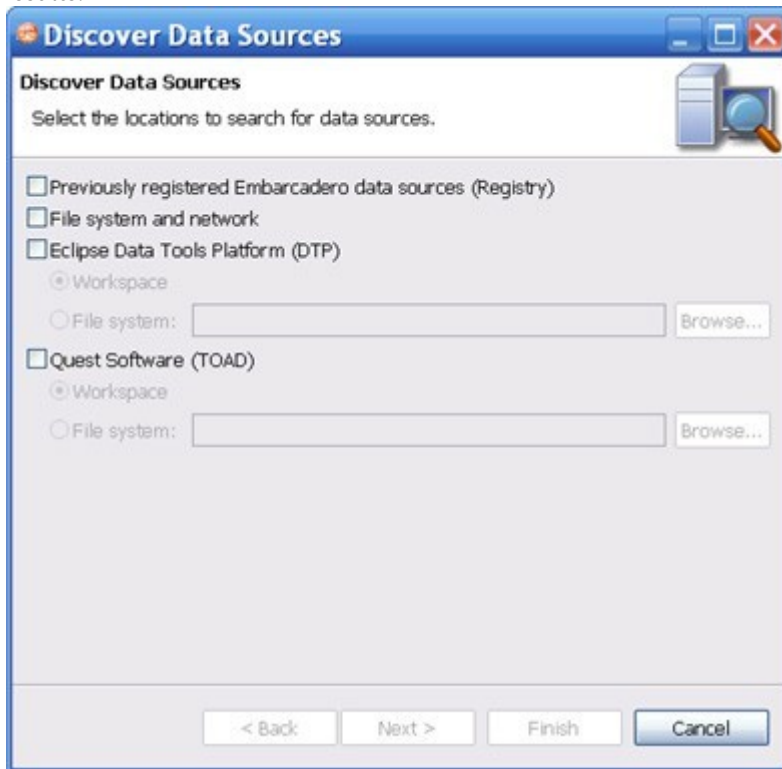 Discover Data Sources
Discover Data Sources
Select the locations to search for data sources.
Previously registered Embarcadero data sources (Registry)
File system and network
Eclipse Data Tools Platform (DTP)
Workspace
File system:
Browse...
Quest Software (TOAD)
Workspace
File system:
Browse...
< Back
Next >
Finish
Cancel